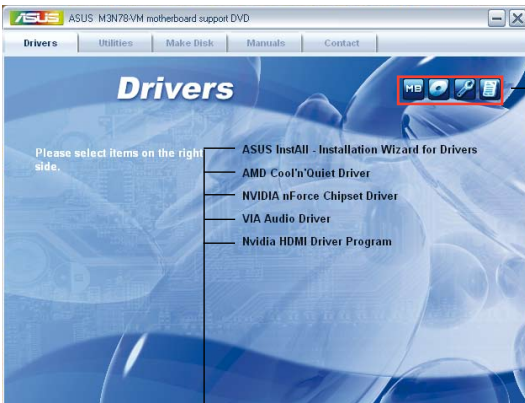 ASUS ASUS M3N78-VM motherboard support DVD
Drivers Utilities Make Disk Manuals Contact
Drivers
MB
Please select items on the right side.
ASUS InstAll - Installation Wizard for Drivers
AMD Cool'n'Quiet Driver
NVIDIA nForce Chipset Driver
VIA Audio Driver
Nvidia HDMI Driver Program